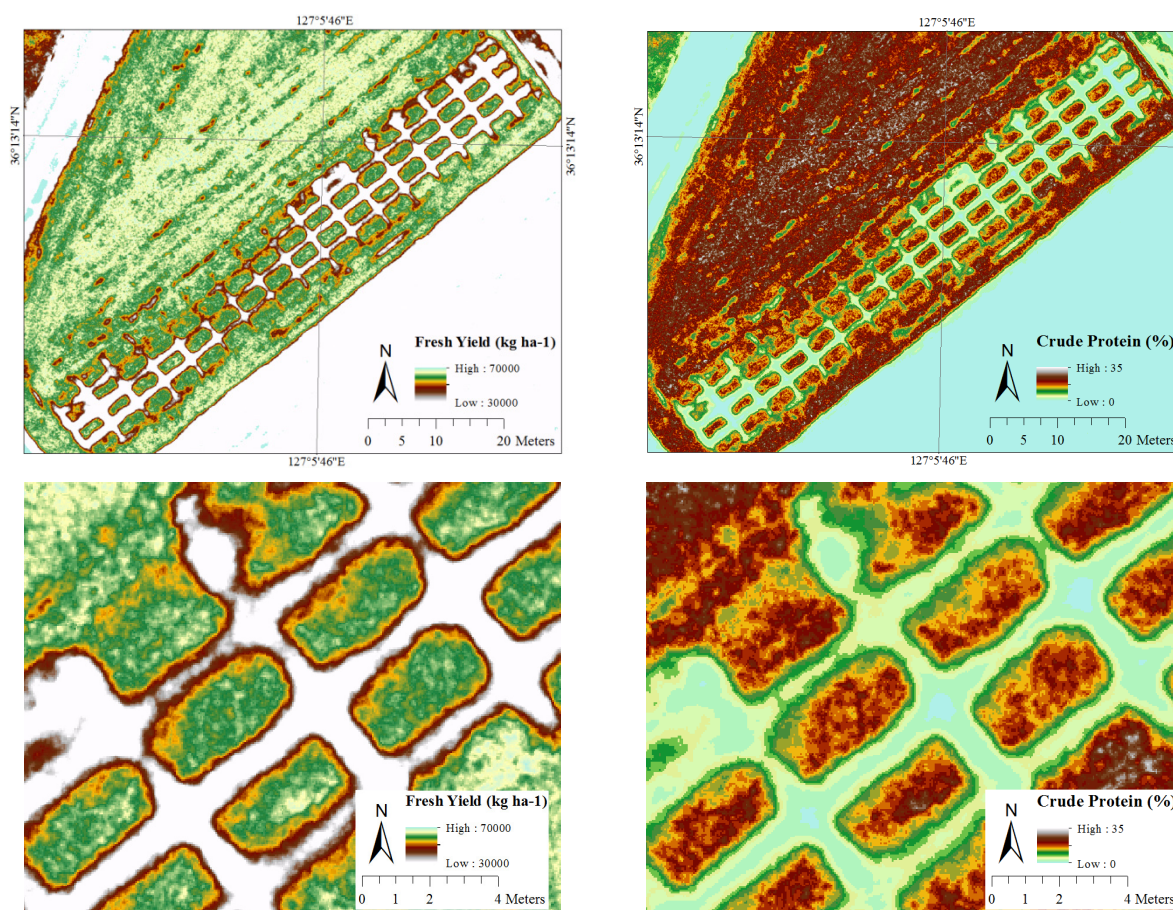 127°5'46"E
127°5'46"E
36°13'14"N
36°13'14"N
36°13'14"N
36°13'14"N
Fresh Yield (kg ha-1)
N
High : 70000
Low : 30000
0 5 10 20 Meters
127°5'46"E
Crude Protein (%)
N
High : 35
Low : 0
0 5 10 20 Meters
127°5'46"E
Fresh Yield (kg ha-1)
N
High : 70000
Low : 30000
0 1 2 4 Meters
Crude Protein (%)
N
High : 35
Low : 0
0 1 2 4 Meters